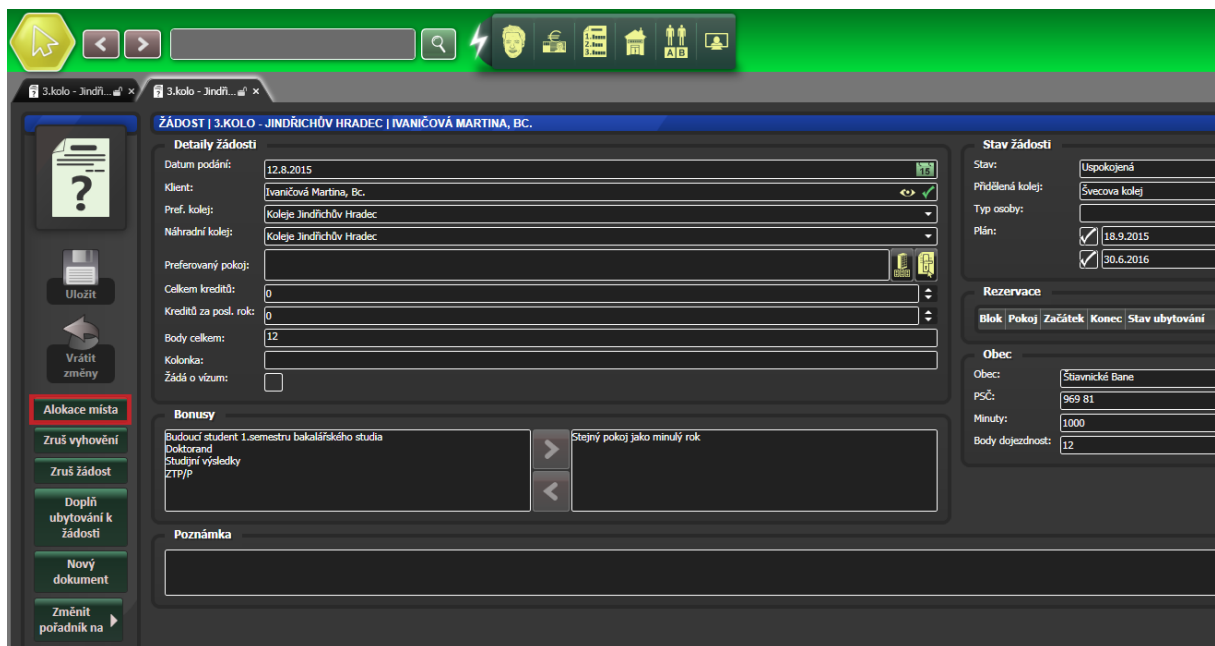 1.
2.
3.
A B
3.kolo - Jindři...
3.kolo - Jindři...
ŽÁDOST | 3.KOLO - JINDŘICHŮV HRADEC | IVANIČOVÁ MARTINA, BC.
?
Uložit
Vrátit
změny
Alokace místa
Zruš vyhovění
Zruš žádost
Doplň
ubytování k
žádosti
Nový
dokument
Změnit
pořadník na
Detaily žádosti
Datum podání: 12.8.2015 15
Klient: Ivaničová Martina, Bc.
Pref. kolej: Koleje Jindřichův Hradec
Náhradní kolej: Koleje Jindřichův Hradec
Preferovaný pokoj:
Celkem kreditů: 0
Kreditů za posl. rok: 0
Body celkem: 12
Kolonka:
Žádá o vízum:
Bonusy
Budoucí student 1.semestru bakalářského studia
Doktorand
Studijní výsledky
ZTP/P
Stejný pokoj jako minulý rok
Poznámka
Stav žádosti
Stav: Uspokojená
Přidělená kolej: Švecova kolej
Typ osoby:
Plán: 18.9.2015
30.6.2016
Rezervace
Blok Pokoj Začátek Konec Stav ubytování
Obec
Obec: Štiavnické Bane
PSČ: 969 81
Minuty: 1000
Body dojezdnost: 12